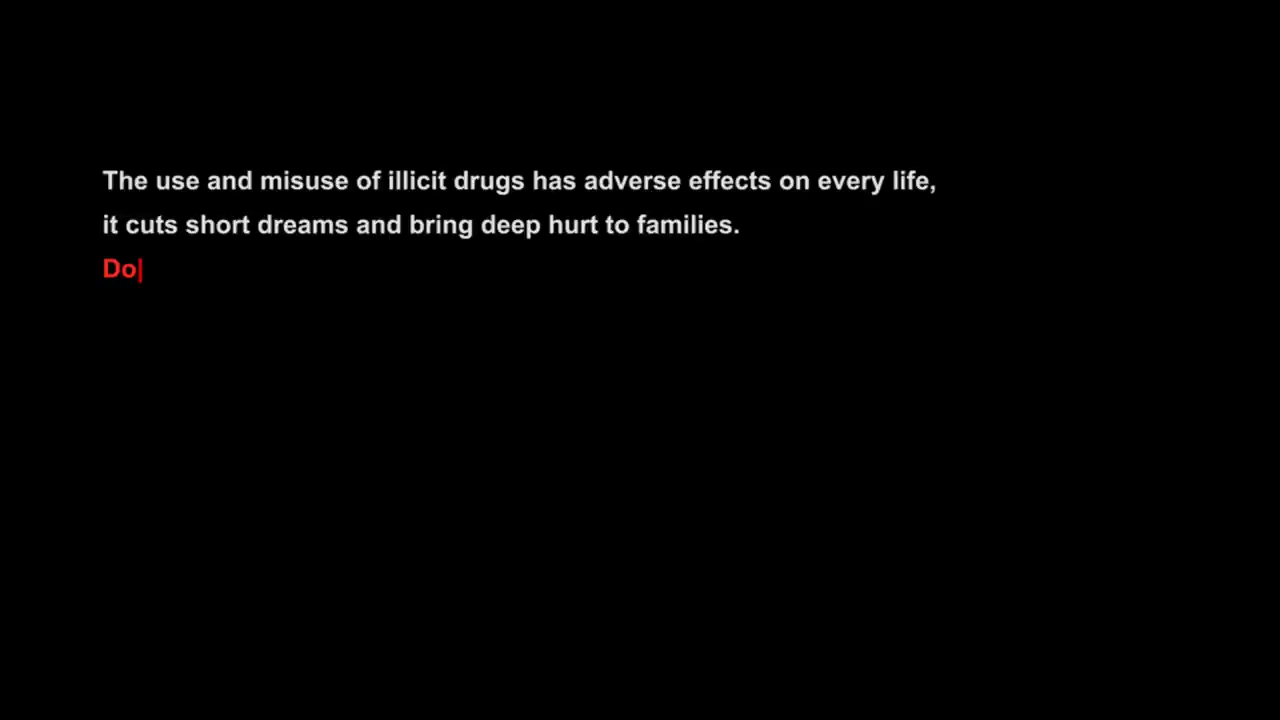 The use and misuse of illicit drugs has adverse effects on every life,
it cuts short dreams and bring deep hurt to families.
Do|